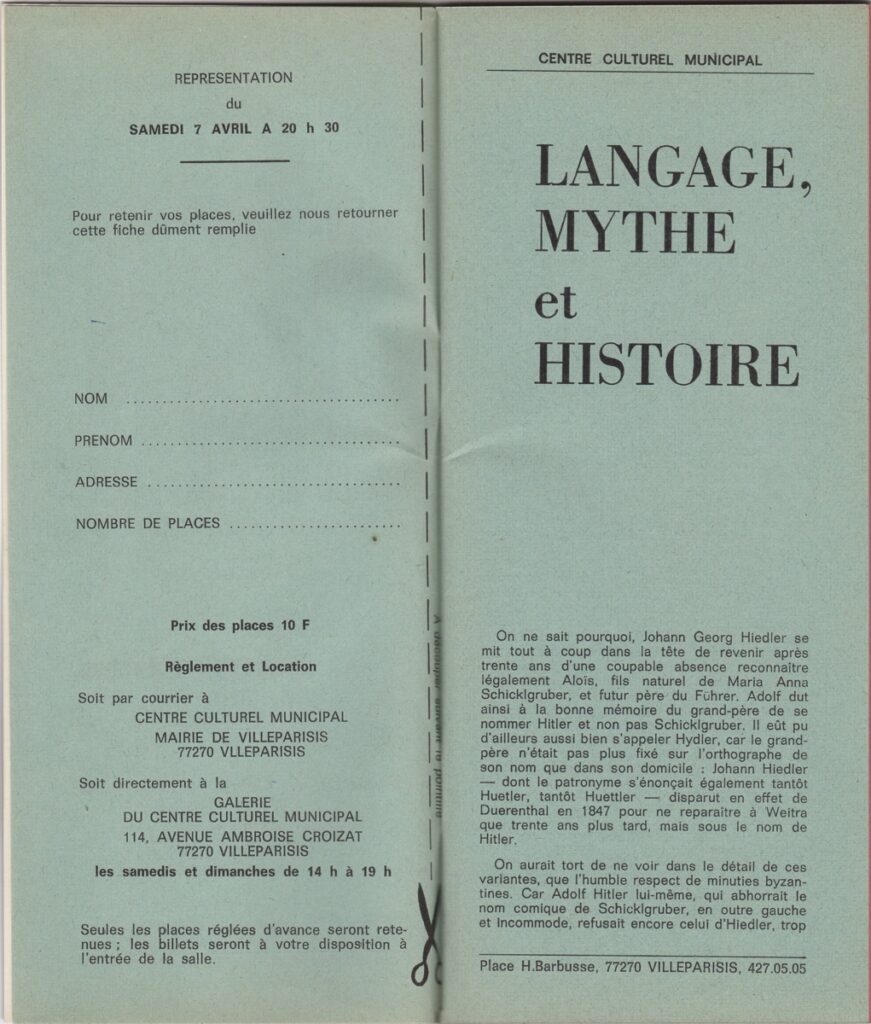 REPRESENTATION
du
SAMEDI 7 AVRIL A 20 h 30
Pour retenir vos places, veuillez nous retourner
cette fiche dûment remplie
NOM ....................................
PRENOM ..................................
ADRESSE .................................
NOMBRE DE PLACES .......................
Prix des places 10 F
Règlement et Location
Soit par courrier à
CENTRE CULTUREL MUNICIPAL
MAIRIE DE VILLEPARISIS
77270 VLLEPARISIS
Soit directement à la
GALERIE
DU CENTRE CULTUREL MUNICIPAL
114, AVENUE AMBROISE CROIZAT
77270 VILLEPARISIS
les samedis et dimanches de 14 h à 19 h
Seules les places réglées d'avance seront rete-
nues ; les billets seront à votre disposition à
l'entrée de la salle.
A découper suivant le pointillé
CENTRE CULTUREL MUNICIPAL
LANGAGE,
MYTHE
et
HISTOIRE
On ne sait pourquoi, Johann Georg Hiedler se
mit tout à coup dans la tête de revenir après
trente ans d'une coupable absence reconnaître
légalement Aloïs, fils naturel de Maria Anna
Schicklgruber, et futur père du Führer. Adolf dut
ainsi à la bonne mémoire du grand-père de se
nommer Hitler et non pas Schicklgruber. Il eût pu
d'ailleurs aussi bien s'appeler Hydler, car le grand-
père n'était pas plus fixé sur l'orthographe de
son nom que dans son domicile : Johann Hiedler
— dont le patronyme s'énonçait également tantôt
Huetler, tantôt Huettler — disparut en effet de
Duerenthal en 1847 pour ne reparaître à Weitra
que trente ans plus tard, mais sous le nom de
Hitler.
On aurait tort de ne voir dans le détail de ces
variantes, que l'humble respect de minuties byzan-
tines. Car Adolf Hitler lui-même, qui abhorrait le
nom comique de Schicklgruber, en outre gauche
et Incommode, refusait encore celui d'Hiedler, trop
Place H.Barbusse, 77270 VILLEPARISIS, 427.05.05